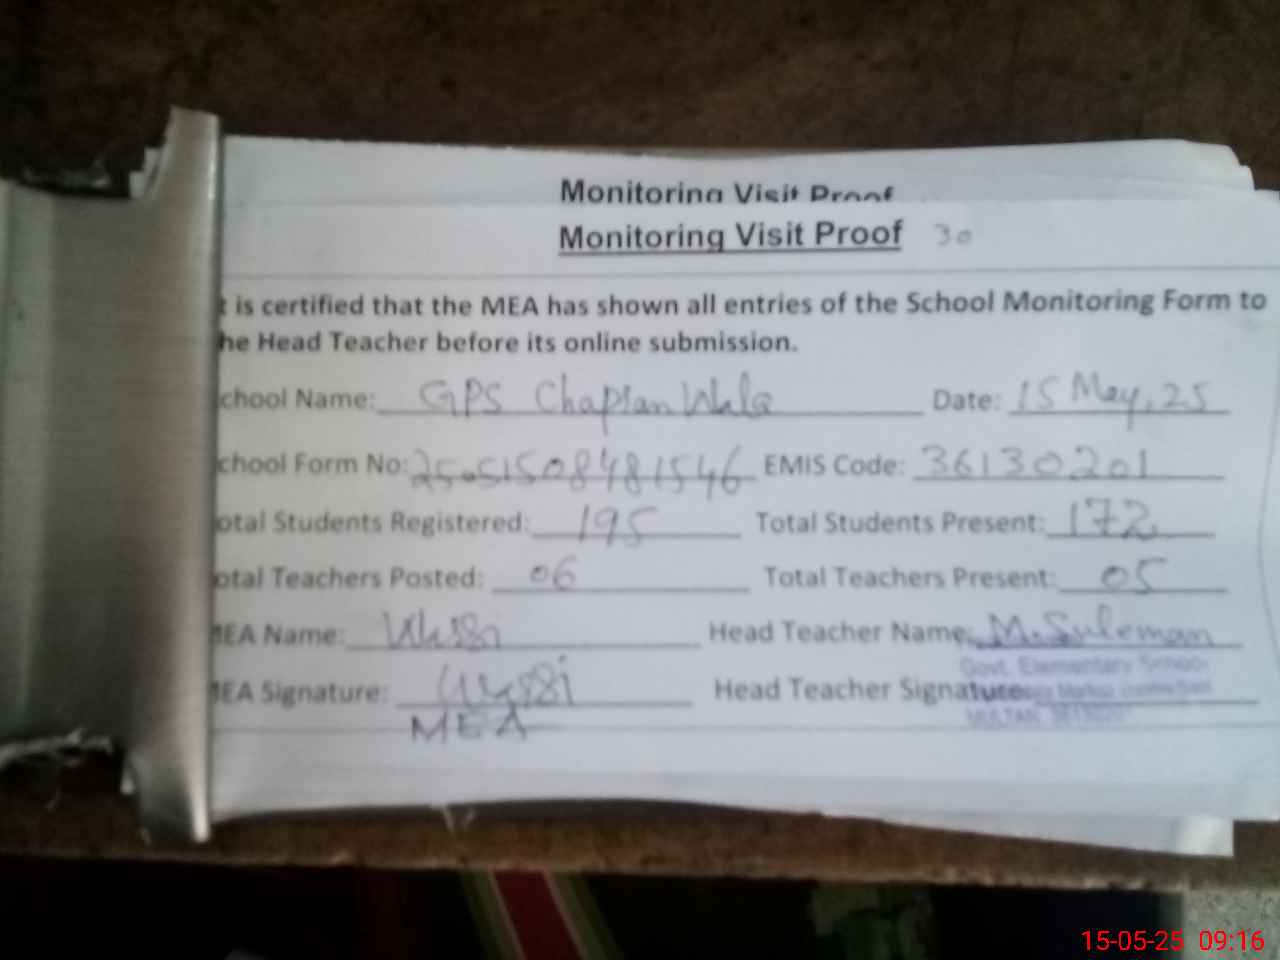 Monitoring Visit Proof
Monitoring Visit Proof 30
t is certified that the MEA has shown all entries of the School Monitoring Form to
he Head Teacher before its online submission.
chool Name: GPS Chaplan Wala Date: 15 May, 25
chool Form No: 25051508481546 EMIS Code: 36130201
otal Students Registered: 195 Total Students Present: 172
otal Teachers Posted: 06 Total Teachers Present: 05
MEA Name: Head Teacher Name: M. Suleman
Govt. Elementary School
MEA Signature: Head Teacher Signature:
MEA MULTAN
15-05-25 09:16